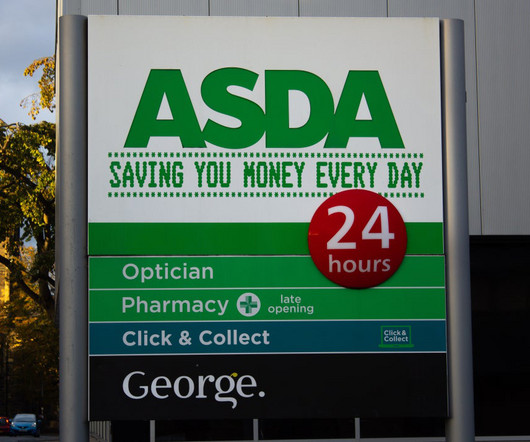 ASDA
SAVING YOU MONEY EVERY DAY
24
hours
Optician
Pharmacy late opening
Click & Collect
Click & Collect
George.